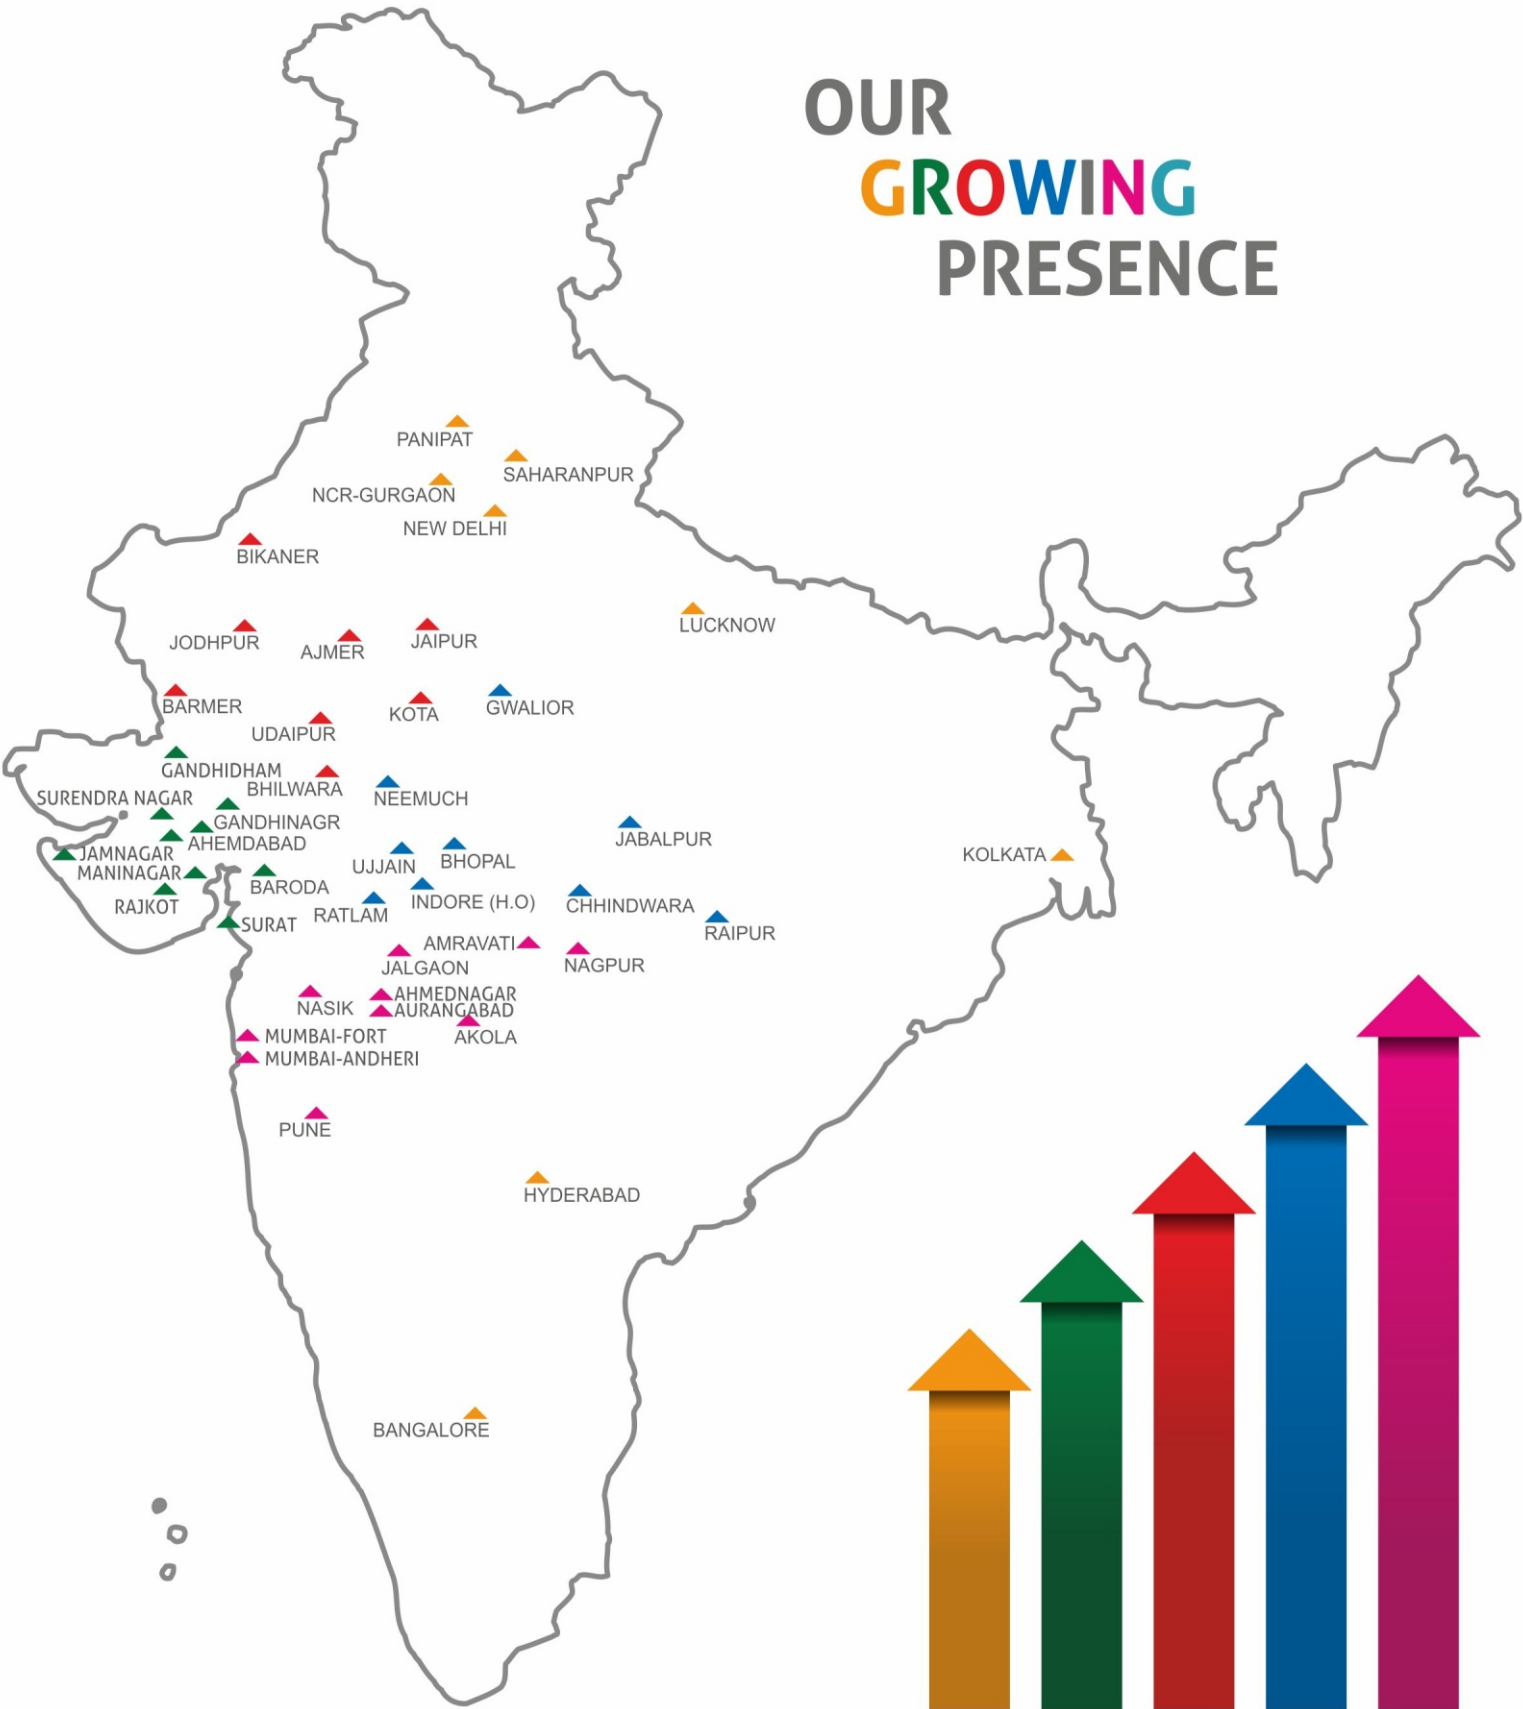 OUR
GROWING
PRESENCE
PANIPAT
SAHARANPUR
NCR-GURGAON
NEW DELHI
BIKANER
LUCKNOW
JODHPUR
AJMER
JAIPUR
BARMER
UDAIPUR
KOTA
GWALIOR
GANDHIDHAM
BHILWARA
NEEMUCH
SURENDRA NAGAR
GANDHINAGR
AHEMDABAD
JABALPUR
JAMNAGAR
MANINAGAR
BARODA
UJJAIN
BHOPAL
KOLKATA
RAJKOT
RATLAM
INDORE (H.O)
CHHINDWARA
SURAT
RAIPUR
AMRAVATI
JALGAON
NAGPUR
NASIK
AHMEDNAGAR
AURANGABAD
AKOLA
MUMBAI-FORT
MUMBAI-ANDHERI
PUNE
HYDERABAD
BANGALORE